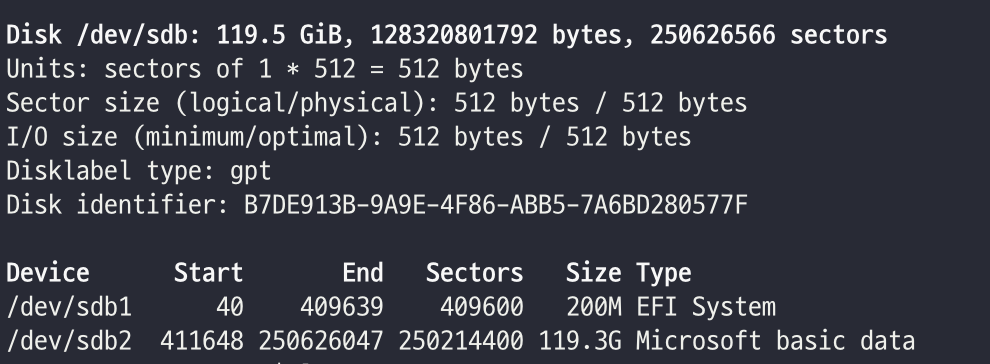 Disk /dev/sdb: 119.5 GiB, 128320801792 bytes, 250626566 sectors
Units: sectors of 1 * 512 = 512 bytes
Sector size (logical/physical): 512 bytes / 512 bytes
I/O size (minimum/optimal): 512 bytes / 512 bytes
Disklabel type: gpt
Disk identifier: B7DE913B-9A9E-4F86-ABB5-7A6BD280577F
Device Start End Sectors Size Type
/dev/sdb1 40 409639 409600 200M EFI System
/dev/sdb2 411648 250626047 250214400 119.3G Microsoft basic data